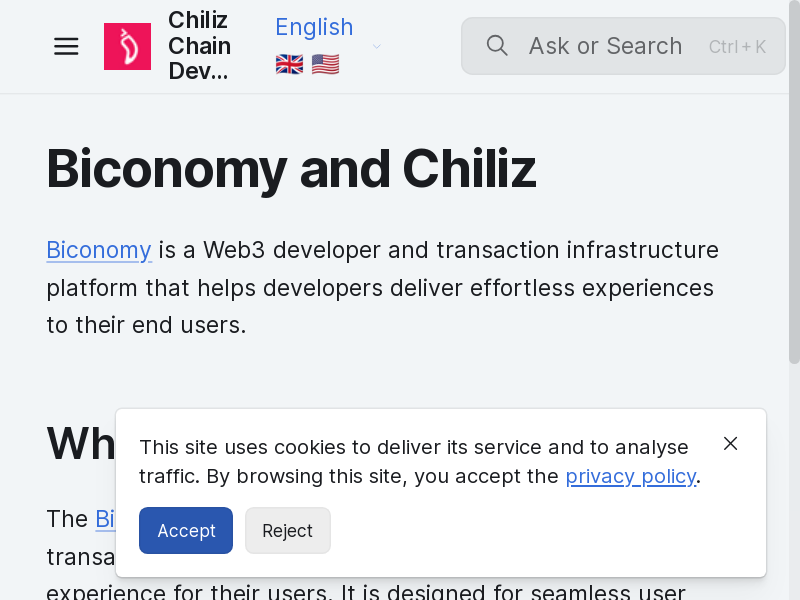 Chiliz
Chain
Dev...
English
Ask or Search
Ctrl + K
Biconomy and Chiliz
Biconomy is a Web3 developer and transaction infrastructure
platform that helps developers deliver effortless experiences
to their end users.
Wh
This site uses cookies to deliver its service and to analyse
traffic. By browsing this site, you accept the privacy policy.
Accept
Reject
The Bi
transa
experience for their users. It is designed for seamless user